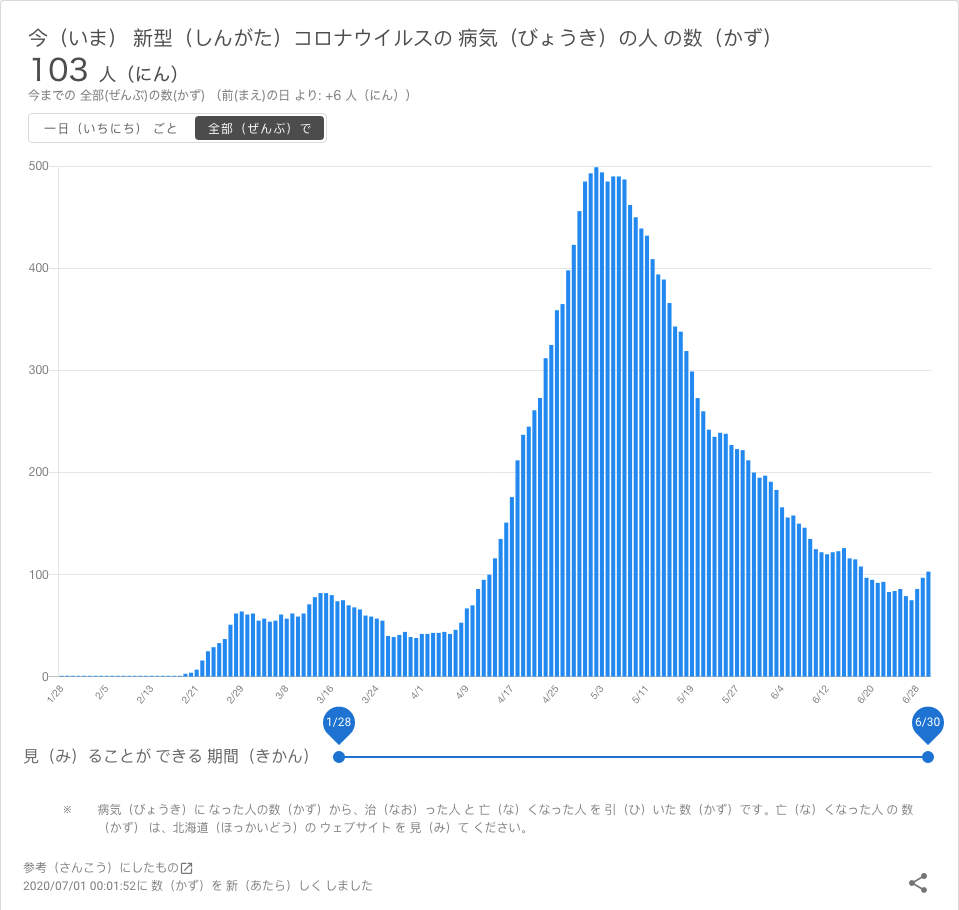 今（いま） 新型（しんがた）コロナウイルスの 病気（びょうき）の人 の数（かず）
103 人（にん）
今までの 全部(ぜんぶ)の数(かず) （前(まえ)の日 より: +6 人（にん））
一日（いちにち） ごと 全部（ぜんぶ）で
500
400
300
200
100
0
1/28 2/5 2/13 2/21 2/29 3/8 3/16 3/24 4/1 4/9 4/17 4/25 5/3 5/11 5/19 5/27 6/4 6/12 6/20 6/28
1/28 6/30
見（み）ることが できる 期間（きかん）
※ 病気（びょうき）に なった人の数（かず）から、治（なお）った人 と 亡（な）くなった人 を 引（ひ）いた 数（かず）です。亡（な）くなった人 の 数
（かず） は、北海道（ほっかいどう）の ウェブサイト を 見（み）て ください。
参考（さんこう）にしたもの
2020/07/01 00:01:52に 数（かず）を 新（あたら）しく しました